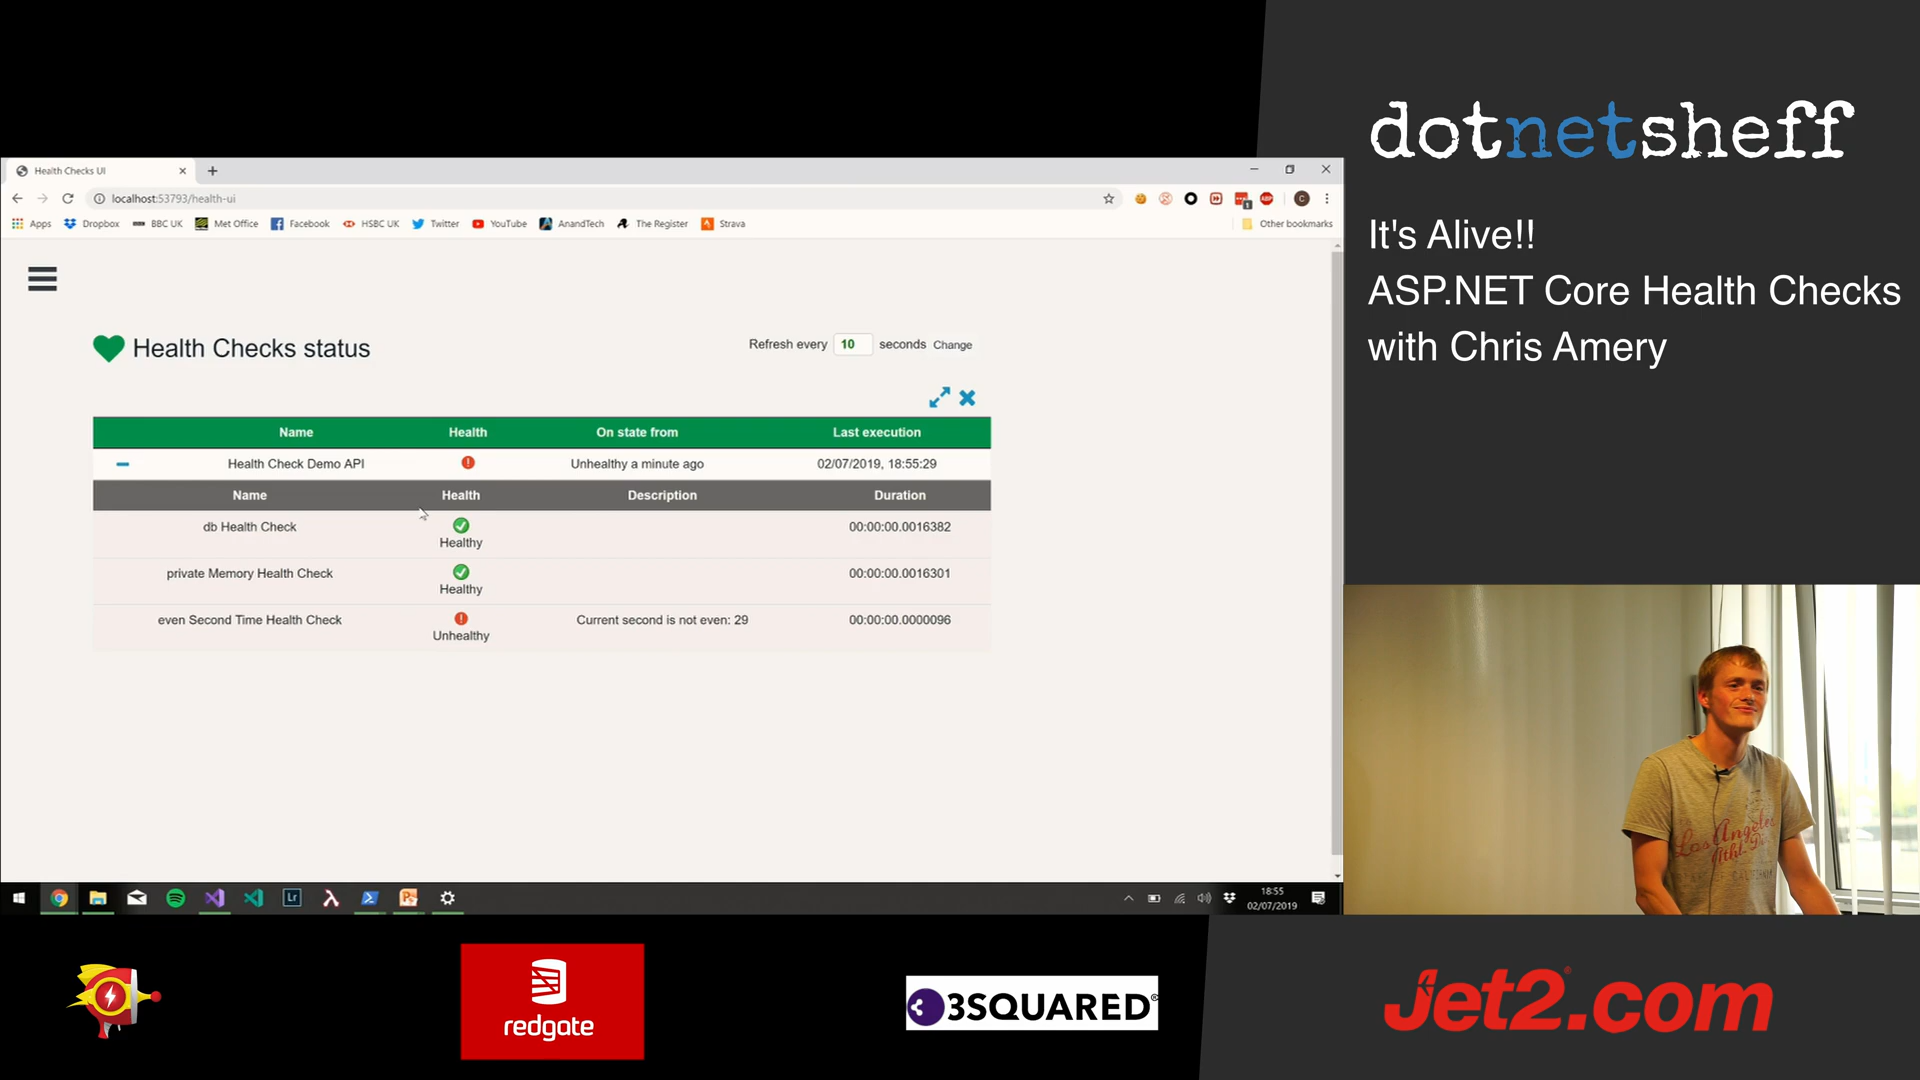 dotnetsheff
It's Alive!!
ASP.NET Core Health Checks
with Chris Amery
Health Checks UI
localhost:53793/health-ui
Apps Dropbox BBC UK Met Office Facebook HSBC UK Twitter YouTube AnandTech The Register Strava Other bookmarks
Health Checks status
Refresh every 10 seconds Change
Name Health On state from Last execution
Health Check Demo API Unhealthy a minute ago 02/07/2019, 18:55:29
Name Health Description Duration
db Health Check Healthy 00:00:00.0016382
private Memory Health Check Healthy 00:00:00.0016301
even Second Time Health Check Unhealthy Current second is not even: 29 00:00:00.0000096
Lr
18:55
02/07/2019
Los Angeles
redgate
3SQUARED
Jet2.com